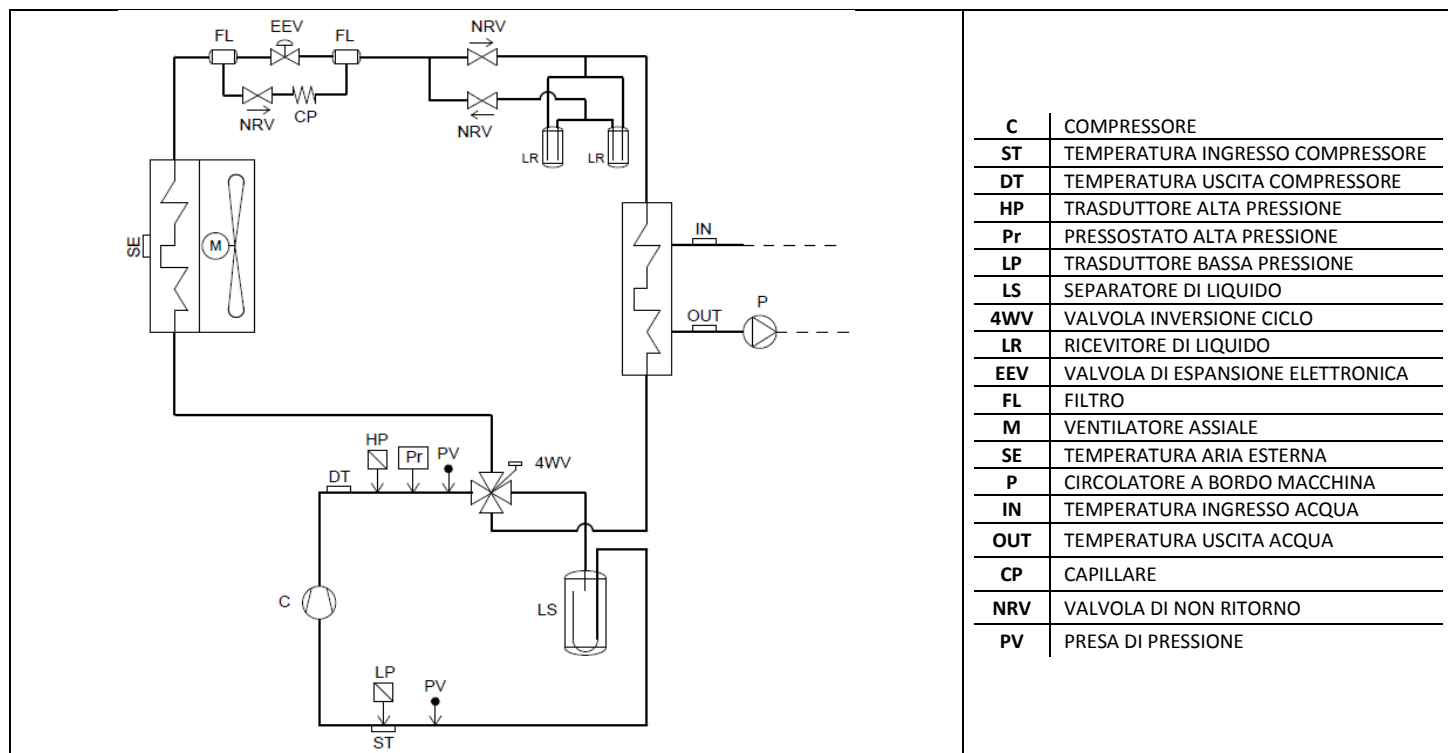 FL EEV FL NRV
NRV CP NRV
LR LR
SE M
IN
OUT P
HP Pr PV 4WV
DT
C LS
LP PV
ST
C COMPRESSORE
ST TEMPERATURA INGRESSO COMPRESSORE
DT TEMPERATURA USCITA COMPRESSORE
HP TRASDUTTORE ALTA PRESSIONE
Pr PRESSOSTATO ALTA PRESSIONE
LP TRASDUTTORE BASSA PRESSIONE
LS SEPARATORE DI LIQUIDO
4WV VALVOLA INVERSIONE CICLO
LR RICEVITORE DI LIQUIDO
EEV VALVOLA DI ESPANSIONE ELETTRONICA
FL FILTRO
M VENTILATORE ASSIALE
SE TEMPERATURA ARIA ESTERNA
P CIRCOLATORE A BORDO MACCHINA
IN TEMPERATURA INGRESSO ACQUA
OUT TEMPERATURA USCITA ACQUA
CP CAPILLARE
NRV VALVOLA DI NON RITORNO
PV PRESA DI PRESSIONE